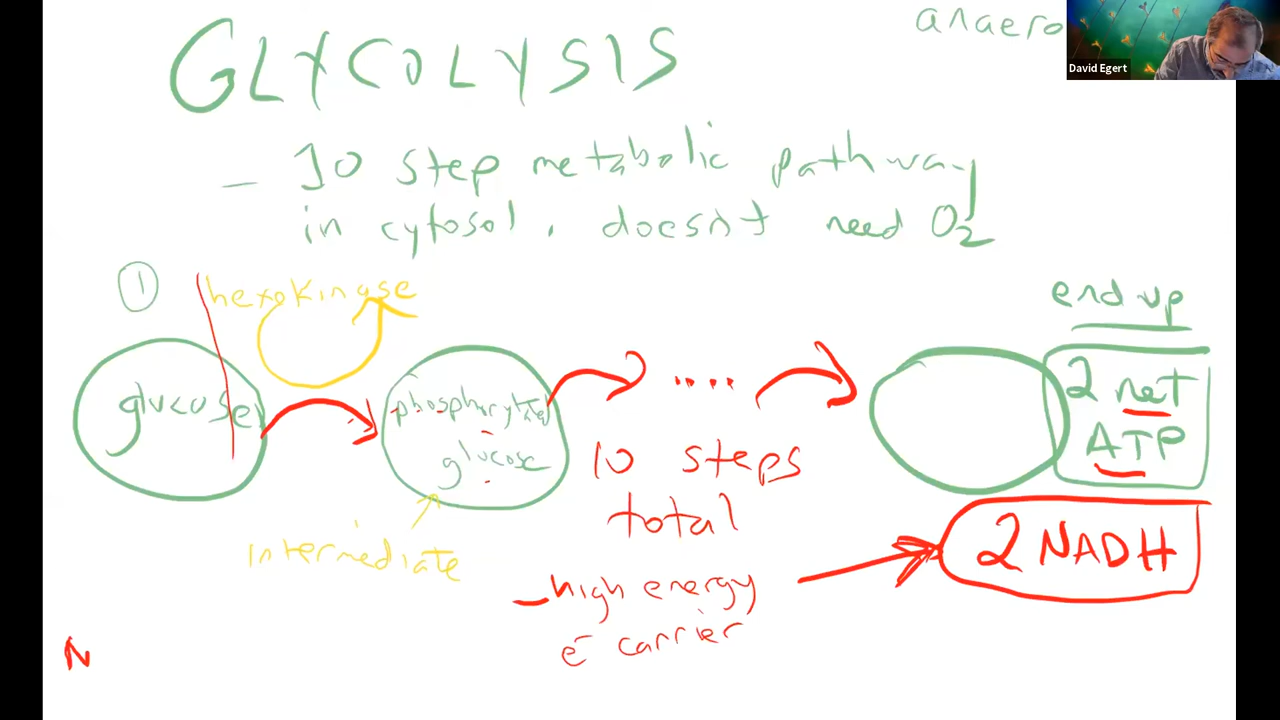 anaero
David Egert
GLYCOLYSIS
- 10 step metabolic pathway
in cytosol, doesn't need O2
1
hexokinase
end up
glucose
phosphorylated
glucose
2 net
ATP
10 steps
total
intermediate
2 NADH
- high energy
e- carrier
N